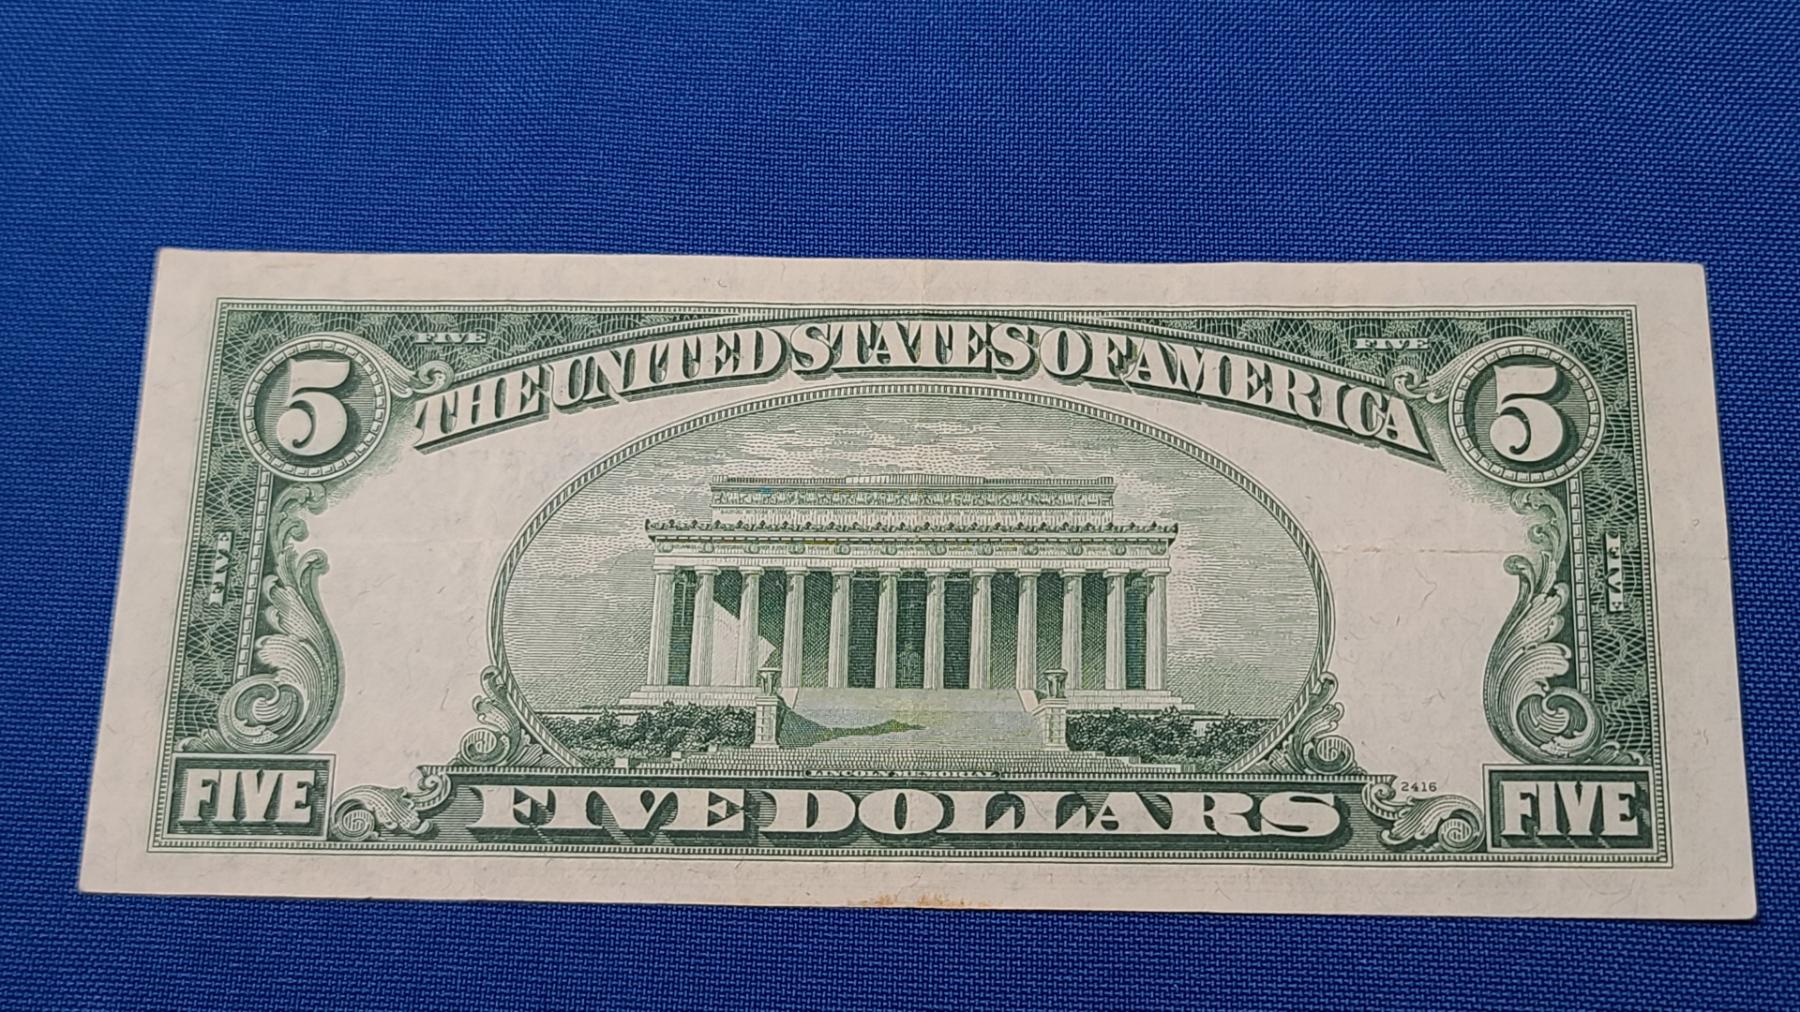 FIVE FIVE
5 THE UNITED STATES OF AMERICA 5
FIVE FIVE
LINCOLN MEMORIAL
2416
FIVE FIVE DOLLARS FIVE